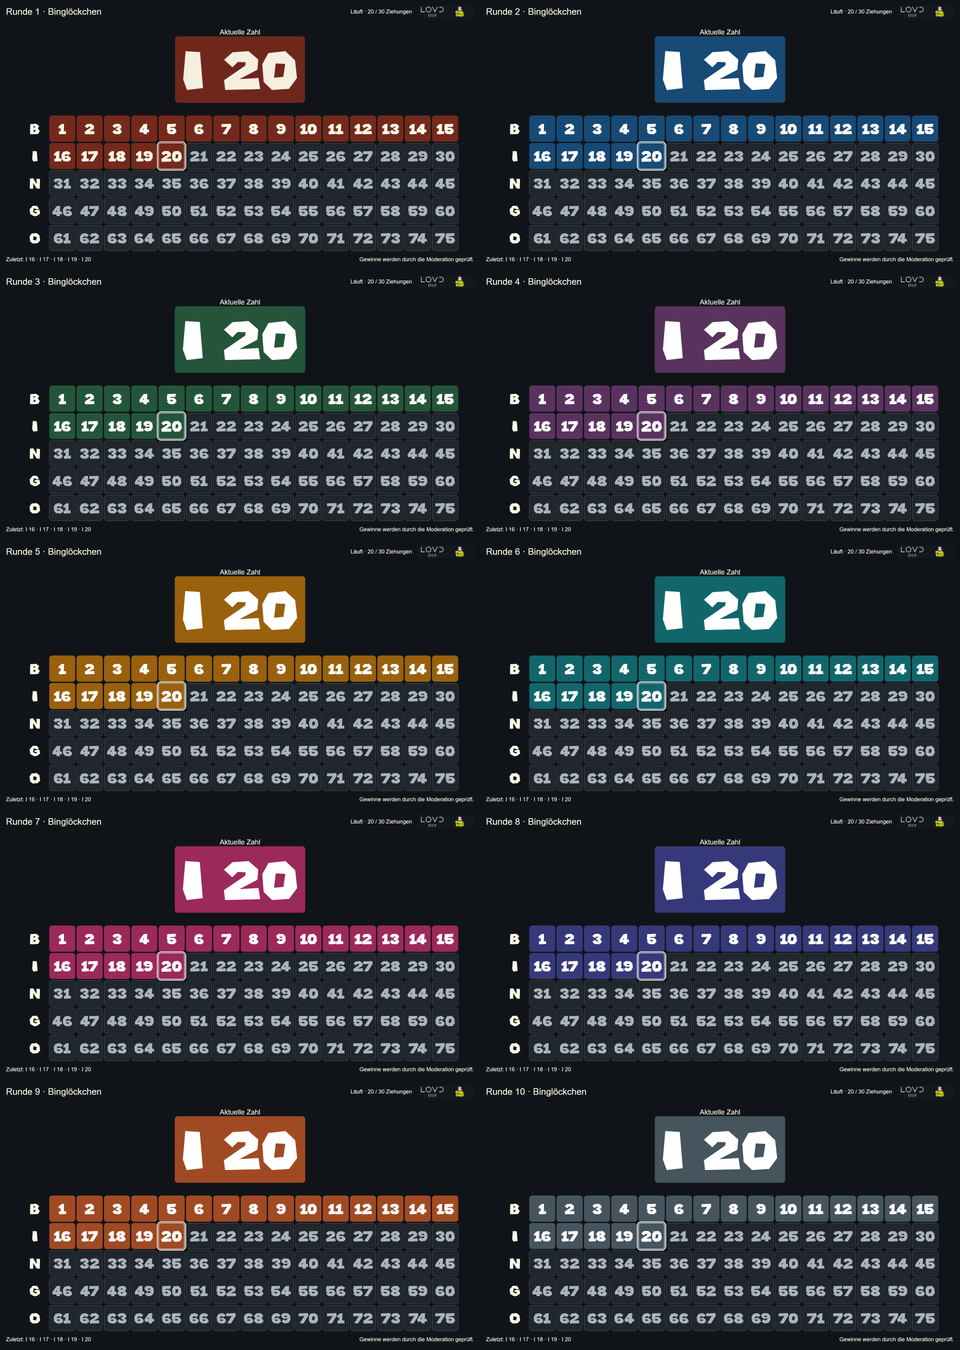 Runde 1 · Binglöckchen Läuft · 20 / 30 Ziehungen LOVD
Aktuelle Zahl
I 20
B 1 2 3 4 5 6 7 8 9 10 11 12 13 14 15
I 16 17 18 19 20 21 22 23 24 25 26 27 28 29 30
N 31 32 33 34 35 36 37 38 39 40 41 42 43 44 45
G 46 47 48 49 50 51 52 53 54 55 56 57 58 59 60
O 61 62 63 64 65 66 67 68 69 70 71 72 73 74 75
Zuletzt: I 16 · I 17 · I 18 · I 19 · I 20 Gewinne werden durch die Moderation geprüft.
Runde 2 · Binglöckchen Läuft · 20 / 30 Ziehungen LOVD
Aktuelle Zahl
I 20
B 1 2 3 4 5 6 7 8 9 10 11 12 13 14 15
I 16 17 18 19 20 21 22 23 24 25 26 27 28 29 30
N 31 32 33 34 35 36 37 38 39 40 41 42 43 44 45
G 46 47 48 49 50 51 52 53 54 55 56 57 58 59 60
O 61 62 63 64 65 66 67 68 69 70 71 72 73 74 75
Zuletzt: I 16 · I 17 · I 18 · I 19 · I 20 Gewinne werden durch die Moderation geprüft.
Runde 3 · Binglöckchen Läuft · 20 / 30 Ziehungen LOVD
Aktuelle Zahl
I 20
B 1 2 3 4 5 6 7 8 9 10 11 12 13 14 15
I 16 17 18 19 20 21 22 23 24 25 26 27 28 29 30
N 31 32 33 34 35 36 37 38 39 40 41 42 43 44 45
G 46 47 48 49 50 51 52 53 54 55 56 57 58 59 60
O 61 62 63 64 65 66 67 68 69 70 71 72 73 74 75
Zuletzt: I 16 · I 17 · I 18 · I 19 · I 20 Gewinne werden durch die Moderation geprüft.
Runde 4 · Binglöckchen Läuft · 20 / 30 Ziehungen LOVD
Aktuelle Zahl
I 20
B 1 2 3 4 5 6 7 8 9 10 11 12 13 14 15
I 16 17 18 19 20 21 22 23 24 25 26 27 28 29 30
N 31 32 33 34 35 36 37 38 39 40 41 42 43 44 45
G 46 47 48 49 50 51 52 53 54 55 56 57 58 59 60
O 61 62 63 64 65 66 67 68 69 70 71 72 73 74 75
Zuletzt: I 16 · I 17 · I 18 · I 19 · I 20 Gewinne werden durch die Moderation geprüft.
Runde 5 · Binglöckchen Läuft · 20 / 30 Ziehungen LOVD
Aktuelle Zahl
I 20
B 1 2 3 4 5 6 7 8 9 10 11 12 13 14 15
I 16 17 18 19 20 21 22 23 24 25 26 27 28 29 30
N 31 32 33 34 35 36 37 38 39 40 41 42 43 44 45
G 46 47 48 49 50 51 52 53 54 55 56 57 58 59 60
O 61 62 63 64 65 66 67 68 69 70 71 72 73 74 75
Zuletzt: I 16 · I 17 · I 18 · I 19 · I 20 Gewinne werden durch die Moderation geprüft.
Runde 6 · Binglöckchen Läuft · 20 / 30 Ziehungen LOVD
Aktuelle Zahl
I 20
B 1 2 3 4 5 6 7 8 9 10 11 12 13 14 15
I 16 17 18 19 20 21 22 23 24 25 26 27 28 29 30
N 31 32 33 34 35 36 37 38 39 40 41 42 43 44 45
G 46 47 48 49 50 51 52 53 54 55 56 57 58 59 60
O 61 62 63 64 65 66 67 68 69 70 71 72 73 74 75
Zuletzt: I 16 · I 17 · I 18 · I 19 · I 20 Gewinne werden durch die Moderation geprüft.
Runde 7 · Binglöckchen Läuft · 20 / 30 Ziehungen LOVD
Aktuelle Zahl
I 20
B 1 2 3 4 5 6 7 8 9 10 11 12 13 14 15
I 16 17 18 19 20 21 22 23 24 25 26 27 28 29 30
N 31 32 33 34 35 36 37 38 39 40 41 42 43 44 45
G 46 47 48 49 50 51 52 53 54 55 56 57 58 59 60
O 61 62 63 64 65 66 67 68 69 70 71 72 73 74 75
Zuletzt: I 16 · I 17 · I 18 · I 19 · I 20 Gewinne werden durch die Moderation geprüft.
Runde 8 · Binglöckchen Läuft · 20 / 30 Ziehungen LOVD
Aktuelle Zahl
I 20
B 1 2 3 4 5 6 7 8 9 10 11 12 13 14 15
I 16 17 18 19 20 21 22 23 24 25 26 27 28 29 30
N 31 32 33 34 35 36 37 38 39 40 41 42 43 44 45
G 46 47 48 49 50 51 52 53 54 55 56 57 58 59 60
O 61 62 63 64 65 66 67 68 69 70 71 72 73 74 75
Zuletzt: I 16 · I 17 · I 18 · I 19 · I 20 Gewinne werden durch die Moderation geprüft.
Runde 9 · Binglöckchen Läuft · 20 / 30 Ziehungen LOVD
Aktuelle Zahl
I 20
B 1 2 3 4 5 6 7 8 9 10 11 12 13 14 15
I 16 17 18 19 20 21 22 23 24 25 26 27 28 29 30
N 31 32 33 34 35 36 37 38 39 40 41 42 43 44 45
G 46 47 48 49 50 51 52 53 54 55 56 57 58 59 60
O 61 62 63 64 65 66 67 68 69 70 71 72 73 74 75
Zuletzt: I 16 · I 17 · I 18 · I 19 · I 20 Gewinne werden durch die Moderation geprüft.
Runde 10 · Binglöckchen Läuft · 20 / 30 Ziehungen LOVD
Aktuelle Zahl
I 20
B 1 2 3 4 5 6 7 8 9 10 11 12 13 14 15
I 16 17 18 19 20 21 22 23 24 25 26 27 28 29 30
N 31 32 33 34 35 36 37 38 39 40 41 42 43 44 45
G 46 47 48 49 50 51 52 53 54 55 56 57 58 59 60
O 61 62 63 64 65 66 67 68 69 70 71 72 73 74 75
Zuletzt: I 16 · I 17 · I 18 · I 19 · I 20 Gewinne werden durch die Moderation geprüft.